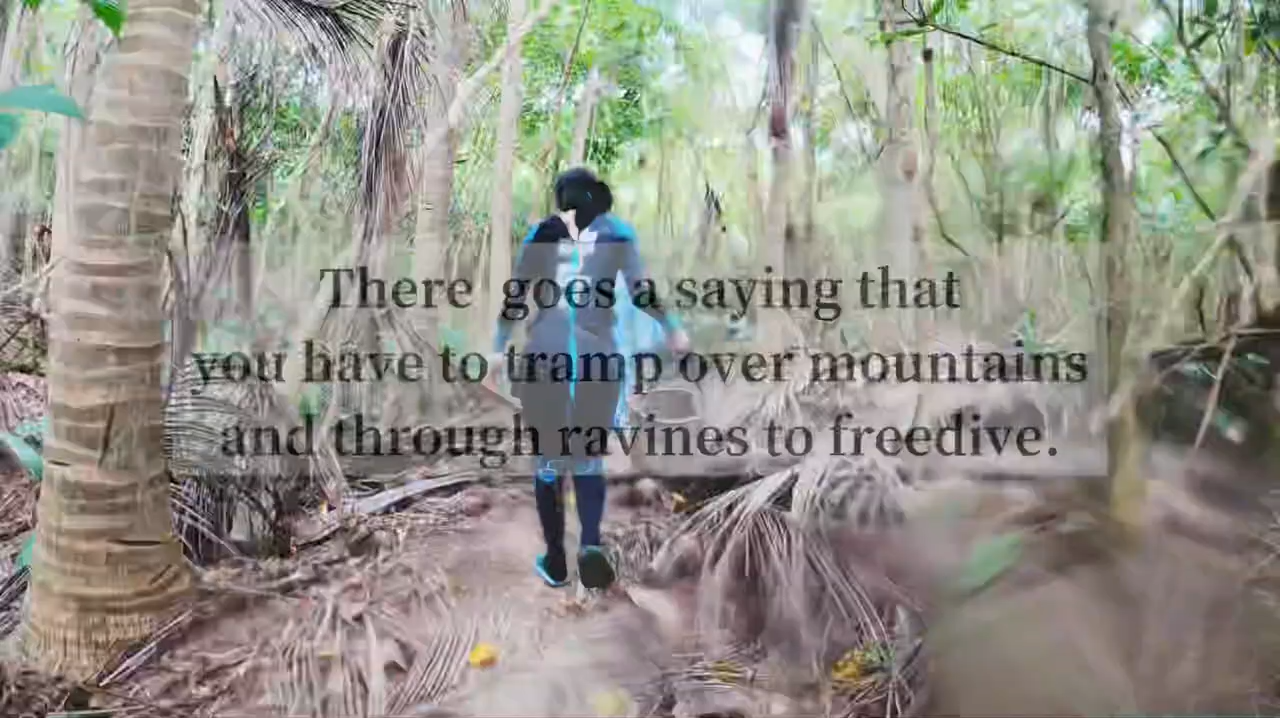 There goes a saying that
you have to tramp over mountains
and through ravines to freedive.